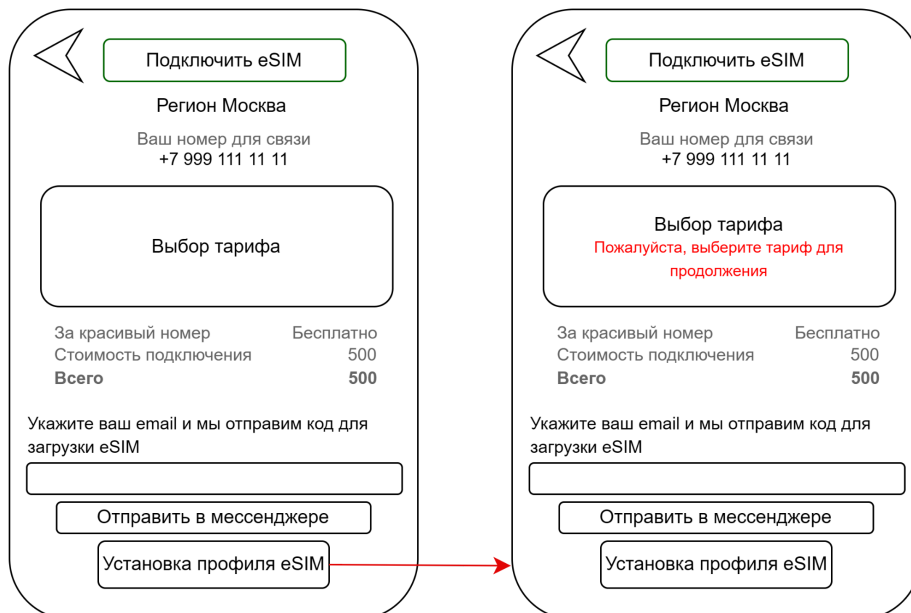 Подключить eSIM
Регион Москва
Ваш номер для связи
+7 999 111 11 11
Выбор тарифа
За красивый номер Бесплатно
Стоимость подключения 500
Всего 500
Укажите ваш email и мы отправим код для
загрузки eSIM
Отправить в мессенджере
Установка профиля eSIM
Подключить eSIM
Регион Москва
Ваш номер для связи
+7 999 111 11 11
Выбор тарифа
Пожалуйста, выберите тариф для
продолжения
За красивый номер Бесплатно
Стоимость подключения 500
Всего 500
Укажите ваш email и мы отправим код для
загрузки eSIM
Отправить в мессенджере
Установка профиля eSIM